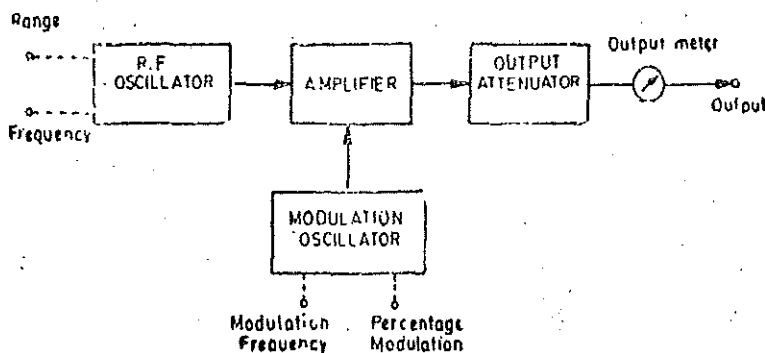 Range
R.F
OSCILLATOR
Frequency
AMPLIFIER
OUTPUT
ATTENUATOR
Output meter
Output
MODULATION
OSCILLATOR
Modulation
Frequency
Percentage
Modulation